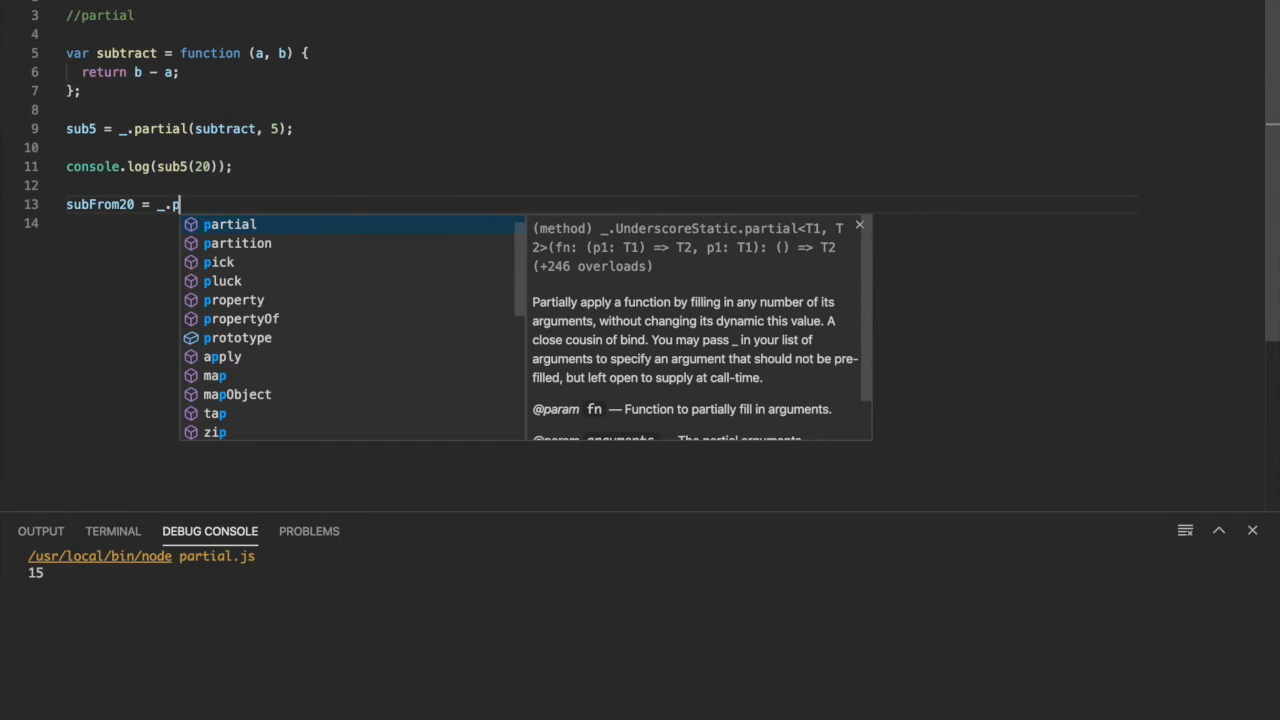 3 //partial
4
5 var subtract = function (a, b) {
6 return b - a;
7 };
8
9 sub5 = _.partial(subtract, 5);
10
11 console.log(sub5(20));
12
13 subFrom20 = _.p
14
partial
partition
pick
pluck
property
propertyOf
prototype
apply
map
mapObject
tap
zip
(method) _.UnderscoreStatic.partial<T1, T
2>(fn: (p1: T1) => T2, p1: T1): () => T2
(+246 overloads)
Partially apply a function by filling in any number of its
arguments, without changing its dynamic this value. A
close cousin of bind. You may pass _ in your list of
arguments to specify an argument that should not be pre-
filled, but left open to supply at call-time.
@param fn — Function to partially fill in arguments.
@param arguments — The partial arguments
OUTPUT TERMINAL DEBUG CONSOLE PROBLEMS
/usr/local/bin/node partial.js
15